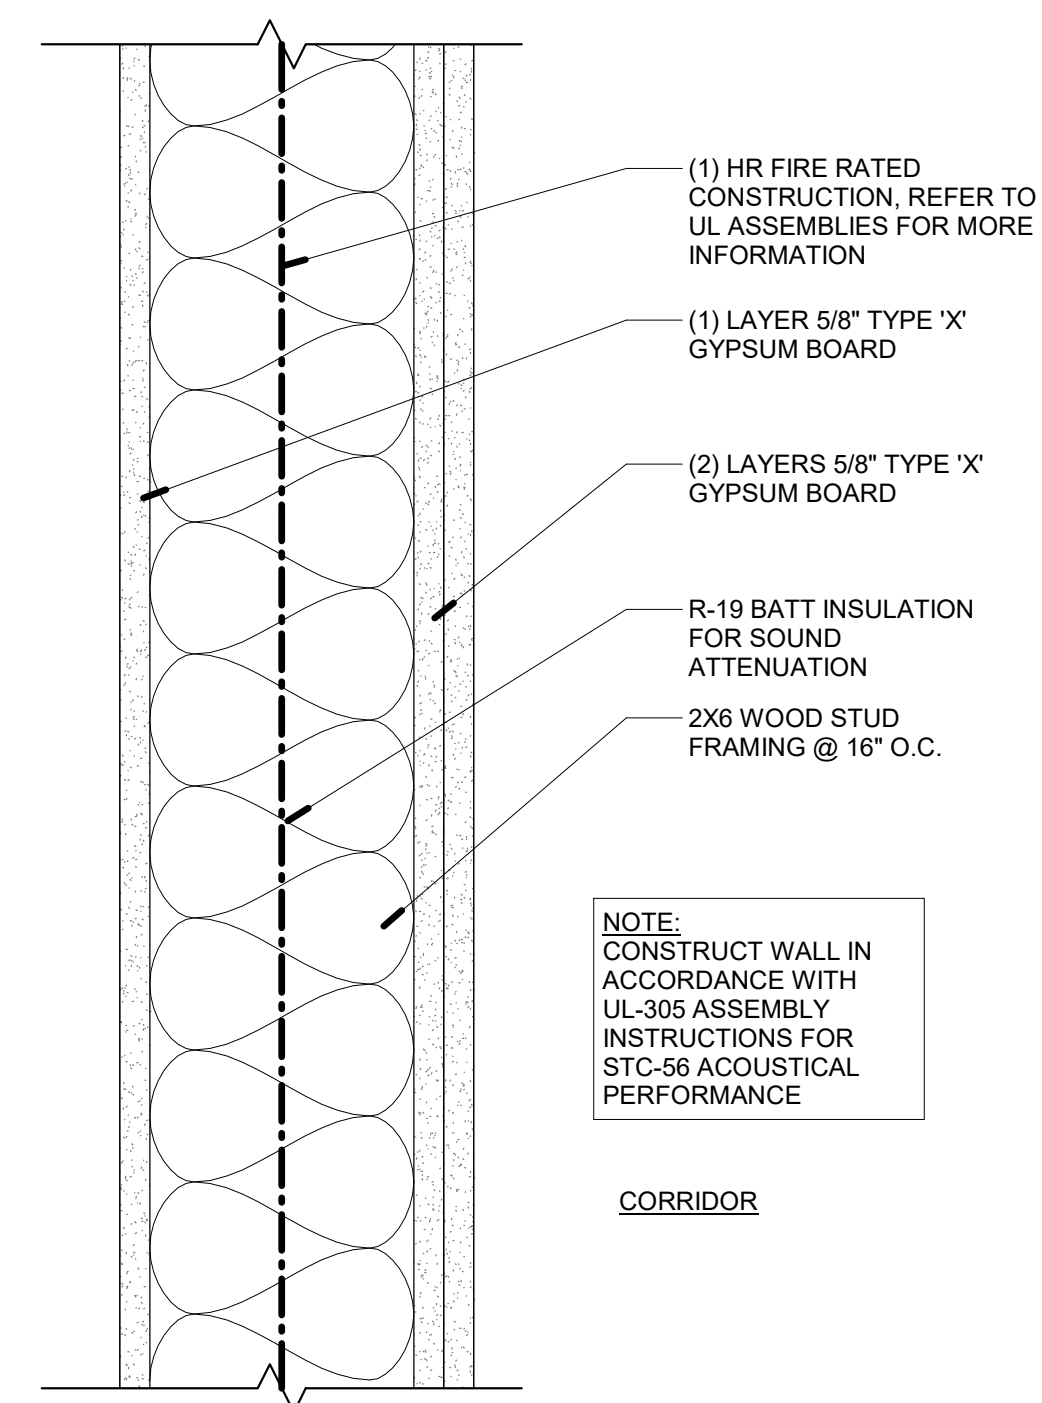 (1) HR FIRE RATED
CONSTRUCTION, REFER TO
UL ASSEMBLIES FOR MORE
INFORMATION
(1) LAYER 5/8" TYPE 'X'
GYPSUM BOARD
(2) LAYERS 5/8" TYPE 'X'
GYPSUM BOARD
R-19 BATT INSULATION
FOR SOUND
ATTENUATION
2X6 WOOD STUD
FRAMING @ 16" O.C.
NOTE:
CONSTRUCT WALL IN
ACCORDANCE WITH
UL-305 ASSEMBLY
INSTRUCTIONS FOR
STC-56 ACOUSTICAL
PERFORMANCE
CORRIDOR